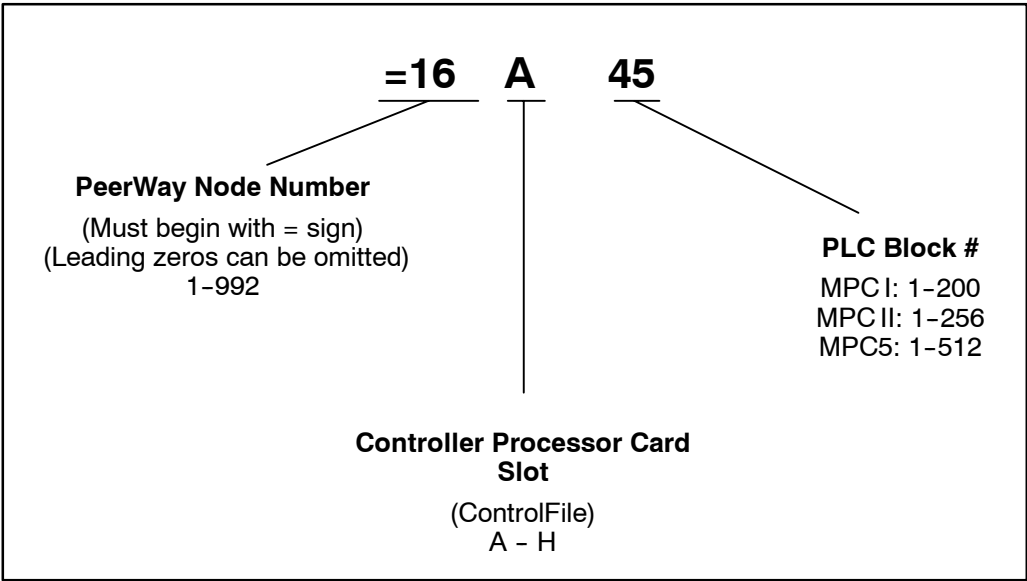 =16 A 45
PeerWay Node Number
(Must begin with = sign)
(Leading zeros can be omitted)
1-992
PLC Block #
MPC I: 1-200
MPC II: 1-256
MPC5: 1-512
Controller Processor Card
Slot
(ControlFile)
A - H